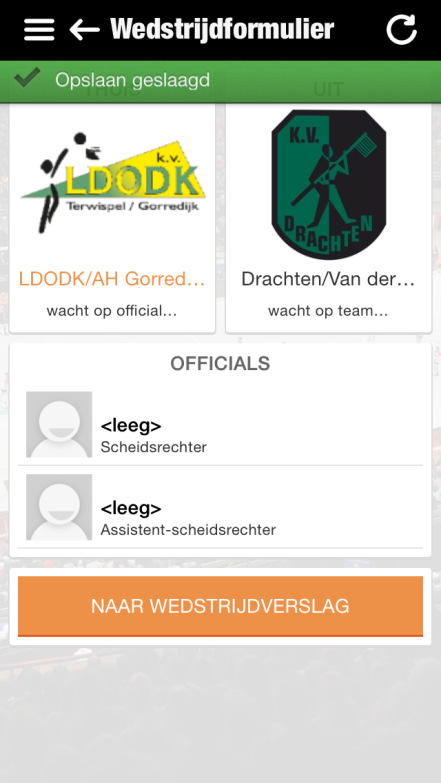 Wedstrijdformulier
Opslaan geslaagd
THUIS
UIT
k.v.
LDODK
Terwispel / Gorredijk
K.V.
DRACHTEN
LDODK/AH Gorred...
Drachten/Van der...
wacht op official...
wacht op team...
OFFICIALS
<leeg>
Scheidsrechter
<leeg>
Assistent-scheidsrechter
NAAR WEDSTRIJDVERSLAG